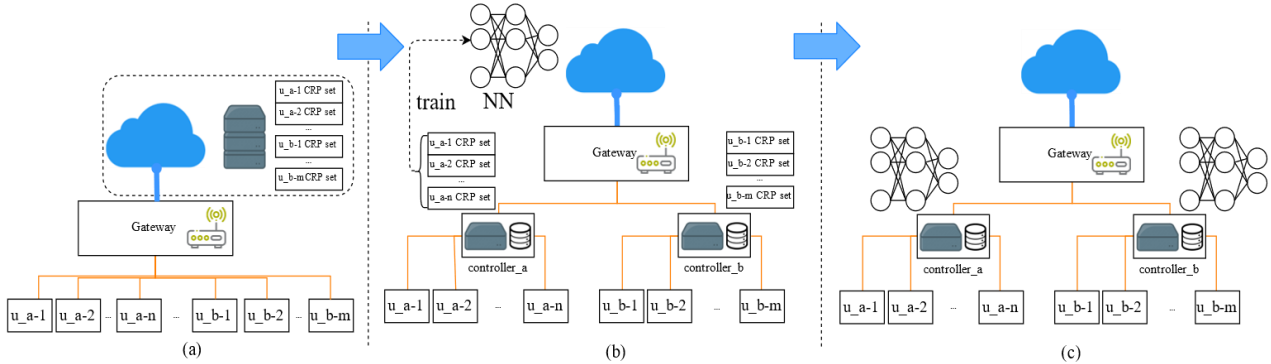 u_a-1 CRP set
u_a-2 CRP set
...
u_b-1 CRP set
...
u_b-m CRP set
Gateway
u_a-1 u_a-2 ... u_a-n ... u_b-1 u_b-2 ... u_b-m
(a)
train
NN
u_a-1 CRP set
u_a-2 CRP set
...
u_a-n CRP set
Gateway
u_b-1 CRP set
u_b-2 CRP set
...
u_b-m CRP set
controller_a
controller_b
u_a-1 u_a-2 ... u_a-n u_b-1 u_b-2 ... u_b-m
(b)
Gateway
controller_a
controller_b
u_a-1 u_a-2 ... u_a-n u_b-1 u_b-2 ... u_b-m
(c)